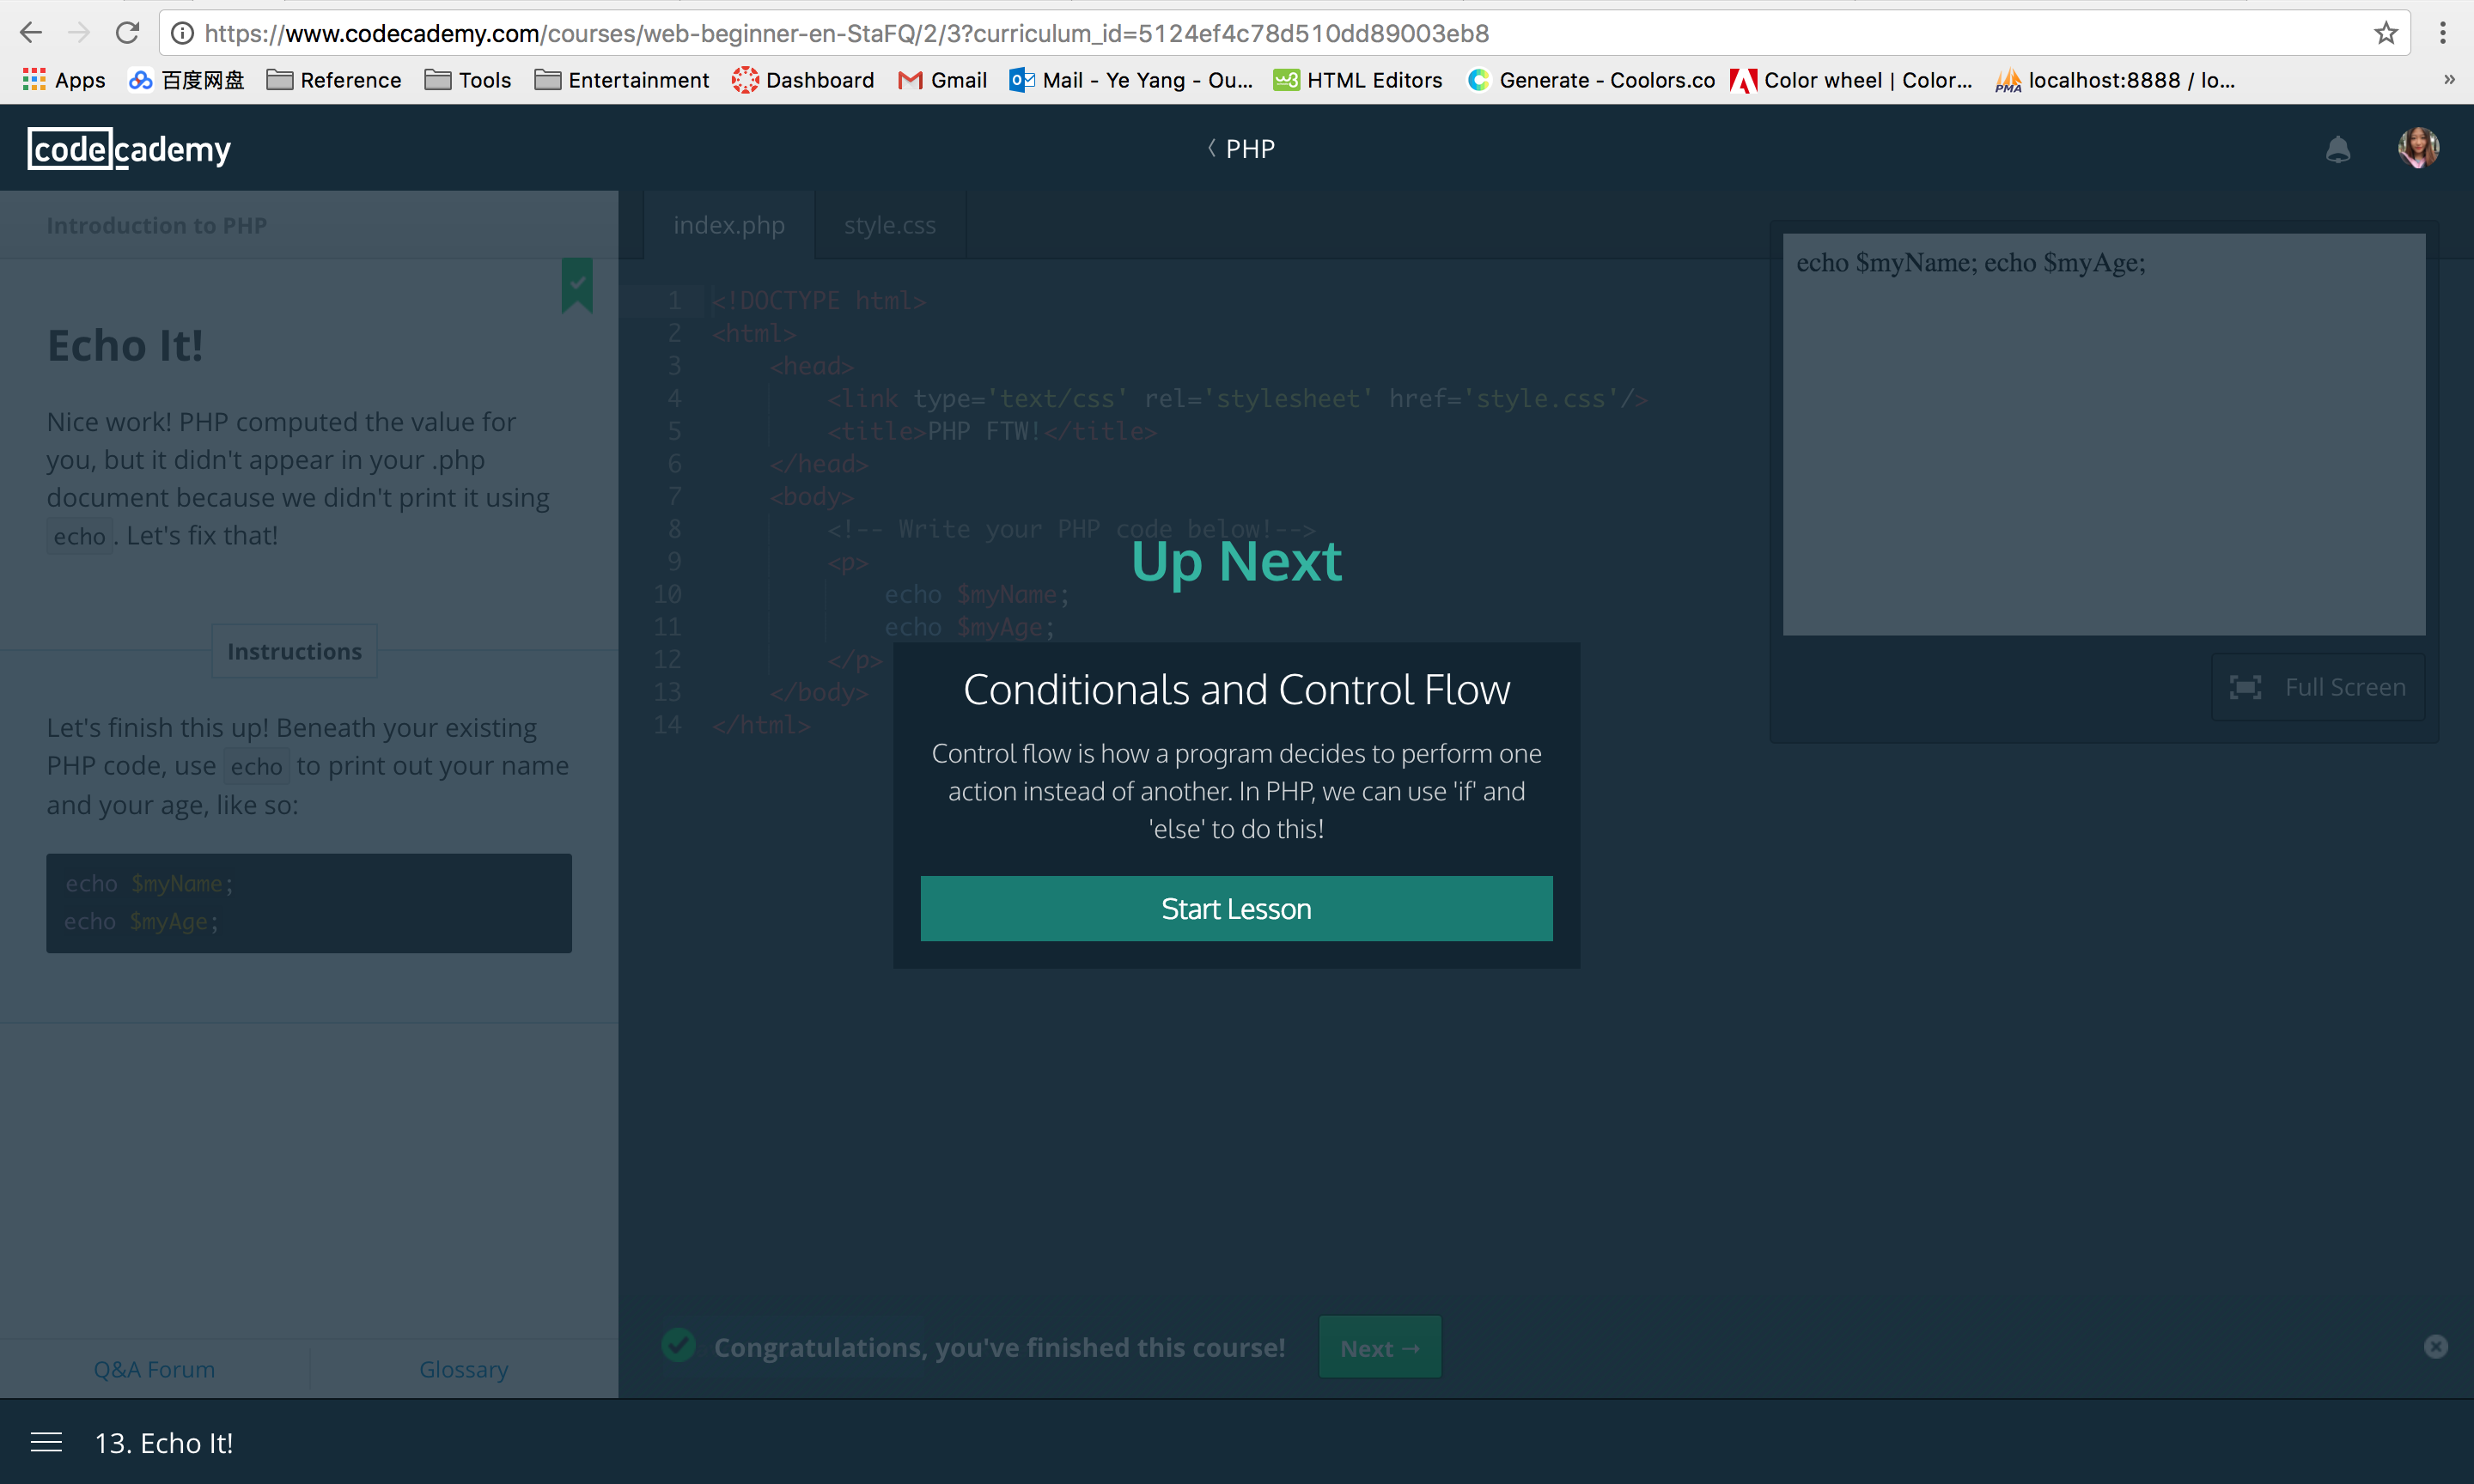 https://www.codecademy.com/courses/web-beginner-en-StaFQ/2/3?curriculum_id=5124ef4c78d510dd89003eb8
Apps 百度网盘 Reference Tools Entertainment Dashboard Gmail Mail - Ye Yang - Ou... HTML Editors Generate - Coolors.co Color wheel | Color... PMA localhost:8888 / lo... »
codecademy
PHP
Introduction to PHP
Echo It!
Nice work! PHP computed the value for
you, but it didn't appear in your .php
document because we didn't print it using
echo . Let's fix that!
Instructions
Let's finish this up! Beneath your existing
PHP code, use echo to print out your name
and your age, like so:
echo $myName;
echo $myAge;
Q&A Forum Glossary
index.php style.css
1 <!DOCTYPE html>
2 <html>
3 <head>
4 <link type='text/css' rel='stylesheet' href='style.css'/>
5 <title>PHP FTW!</title>
6 </head>
7 <body>
8 <!-- Write your PHP code below!-->
9 <p>
10 echo $myName;
11 echo $myAge;
12 </p>
13 </body>
14 </html>
echo $myName; echo $myAge;
Full Screen
Up Next
Conditionals and Control Flow
Control flow is how a program decides to perform one
action instead of another. In PHP, we can use 'if' and
'else' to do this!
Start Lesson
Congratulations, you've finished this course! Next →
13. Echo It!